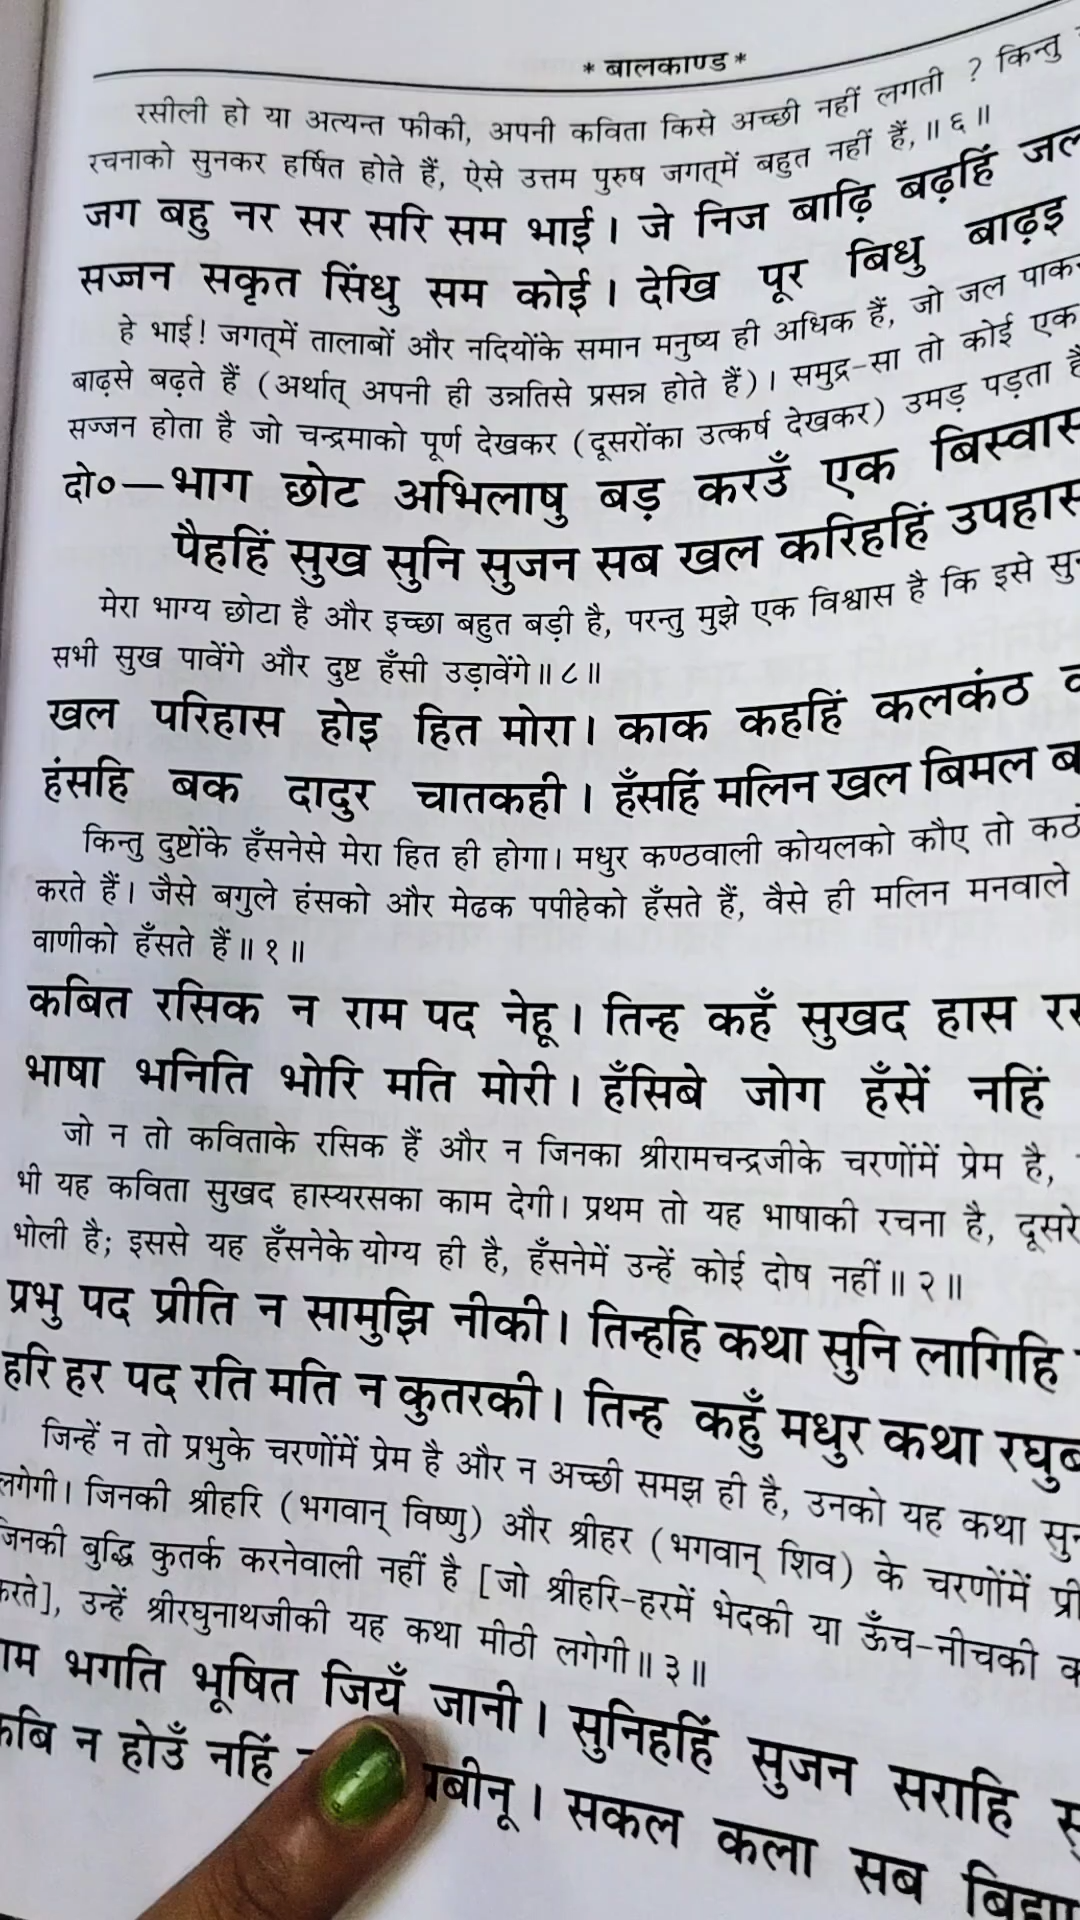 * बालकाण्ड *
रसीली हो या अत्यन्त फीकी, अपनी कविता किसे अच्छी नहीं लगती ? किन्तु
रचनाको सुनकर हर्षित होते हैं, ऐसे उत्तम पुरुष जगत्‌में बहुत नहीं हैं, ॥ ६ ॥
जग बहु नर सर सरि सम भाई। जे निज बाढ़ि बढ़हिं जल
सज्जन सकृत सिंधु सम कोई। देखि पूर बिधु बाढ़इ
हे भाई! जगत्‌में तालाबों और नदियोंके समान मनुष्य ही अधिक हैं, जो जल पाकर
बाढ़से बढ़ते हैं (अर्थात् अपनी ही उन्नतिसे प्रसन्न होते हैं)। समुद्र-सा तो कोई एक
सज्जन होता है जो चन्द्रमाको पूर्ण देखकर (दूसरोंका उत्कर्ष देखकर) उमड़ पड़ता है
दो०—भाग छोट अभिलाषु बड़ करउँ एक बिस्वास
पैहहिं सुख सुनि सुजन सब खल करिहहिं उपहास
मेरा भाग्य छोटा है और इच्छा बहुत बड़ी है, परन्तु मुझे एक विश्वास है कि इसे
सभी सुख पावेंगे और दुष्ट हँसी उड़ावेंगे॥ ८॥
खल परिहास होइ हित मोरा। काक कहहिं कलकंठ
हंसहि बक दादुर चातकही। हँसहिं मलिन खल बिमल
किन्तु दुष्टोंके हँसनेसे मेरा हित ही होगा। मधुर कण्ठवाली कोयलको कौए तो
करते हैं। जैसे बगुले हंसको और मेढक पपीहेको हँसते हैं, वैसे ही मलिन मनवाले
वाणीको हँसते हैं॥ १॥
कबित रसिक न राम पद नेहू। तिन्ह कहँ सुखद हास
भाषा भनिति भोरि मति मोरी। हँसिबे जोग हँसें नहिं
जो न तो कविताके रसिक हैं और न जिनका श्रीरामचन्द्रजीके चरणोंमें प्रेम है,
भी यह कविता सुखद हास्यरसका काम देगी। प्रथम तो यह भाषाकी रचना है, दूसरे
भोली है; इससे यह हँसनेके योग्य ही है, हँसनेमें उन्हें कोई दोष नहीं॥ २॥
प्रभु पद प्रीति न सामुझि नीकी। तिन्हहि कथा सुनि लागिहि
हरि हर पद रति मति न कुतरकी। तिन्ह कहुँ मधुर कथा
जिन्हें न तो प्रभुके चरणोंमें प्रेम है और न अच्छी समझ ही है, उनको यह कथा
लगेगी। जिनकी श्रीहरि (भगवान् विष्णु) और श्रीहर (भगवान् शिव) के चरणोंमें
जिनकी बुद्धि कुतर्क करनेवाली नहीं है [जो श्रीहरि-हरमें भेदकी या ऊँच-नीचकी
करते], उन्हें श्रीरघुनाथजीकी यह कथा मीठी लगेगी॥ ३॥
भगति भूषित जियँ जानी। सुनिहहिं सुजन सराहि
न होउँ नहिं । सकल कला सब